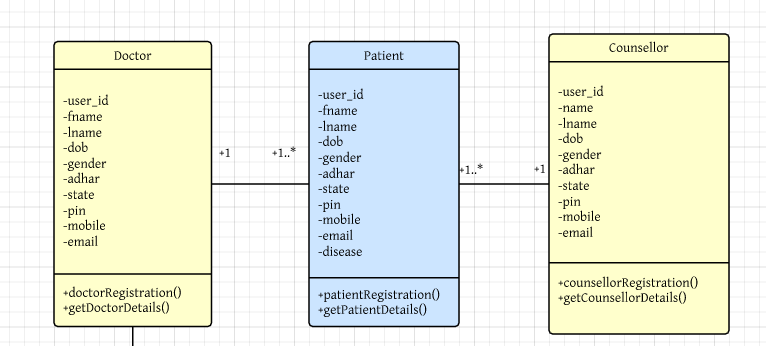 Doctor
-user_id
-fname
-lname
-dob
-gender
-adhar
-state
-pin
-mobile
-email
+doctorRegistration()
+getDoctorDetails()
+1
+1..*
Patient
-user_id
-fname
-lname
-dob
-gender
-adhar
-state
-pin
-mobile
-email
-disease
+patientRegistration()
+getPatientDetails()
+1..*
+1
Counsellor
-user_id
-name
-lname
-dob
-gender
-adhar
-state
-pin
-mobile
-email
+counsellorRegistration()
+getCounsellorDetails()